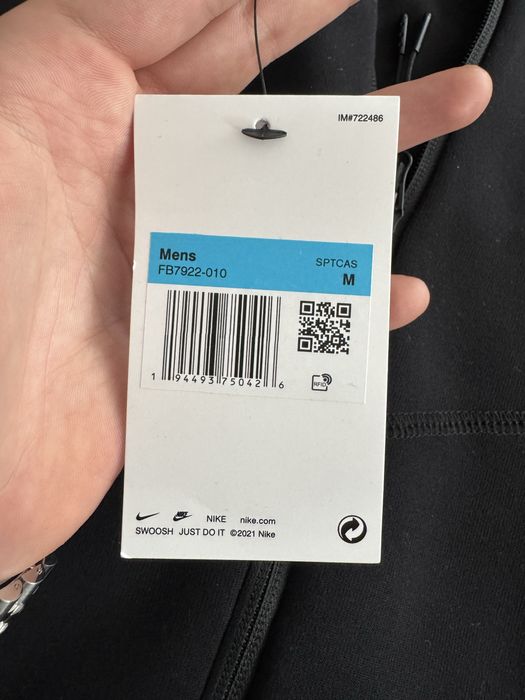 IM#722486
Mens
FB7922-010
SPTCAS
M
1 94493 75042 6
RFID
NIKE nike.com
SWOOSH JUST DO IT ©2021 Nike